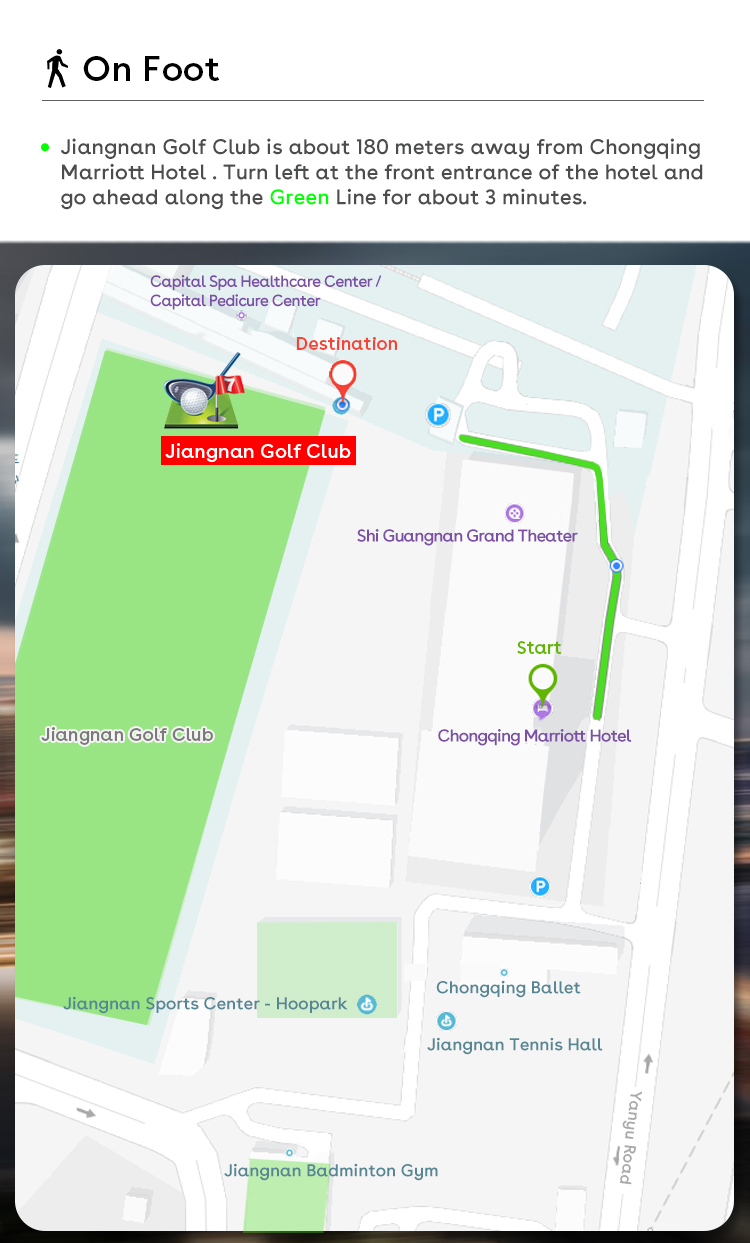 On Foot
Jiangnan Golf Club is about 180 meters away from Chongqing
Marriott Hotel . Turn left at the front entrance of the hotel and
go ahead along the Green Line for about 3 minutes.
Capital Spa Healthcare Center /
Capital Pedicure Center
Destination
7
P
Jiangnan Golf Club
Shi Guangnan Grand Theater
Start
Jiangnan Golf Club
Chongqing Marriott Hotel
P
Chongqing Ballet
Jiangnan Sports Center - Hoopark
Jiangnan Tennis Hall
Yanyu Road
Jiangnan Badminton Gym